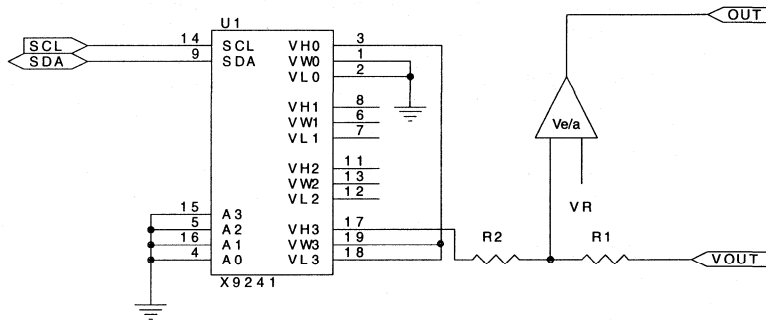 U1
OUT
SCL 14 SCL VH0 3
SDA 9 SDA VW0 1
VL0 2
VH1 8
VW1 6
VL1 7
Ve/a
VH2 11
VW2 13
VL2 12
VR
15 A3
5 A2 VH3 17
16 A1 VW3 19
4 A0 VL3 18
R2 R1
VOUT
X9241